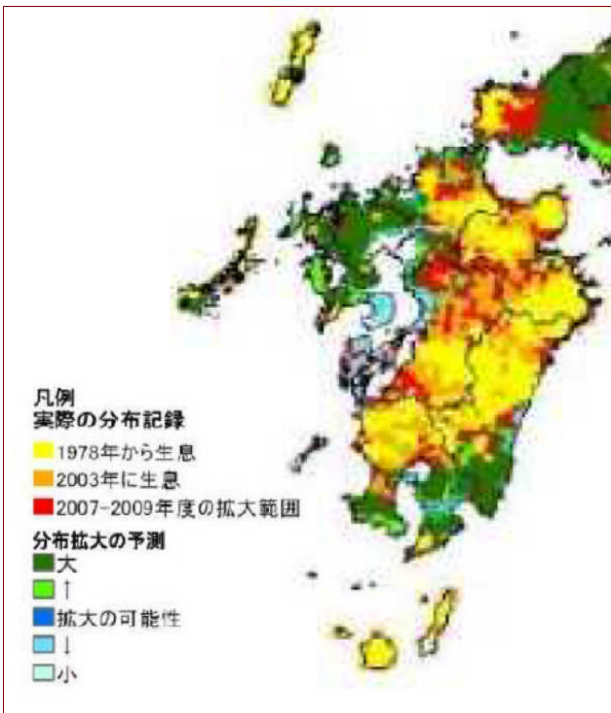 凡例
実際の分布記録
1978年から生息
2003年に生息
2007-2009年度の拡大範囲
分布拡大の予測
大
↑
拡大の可能性
↓
小